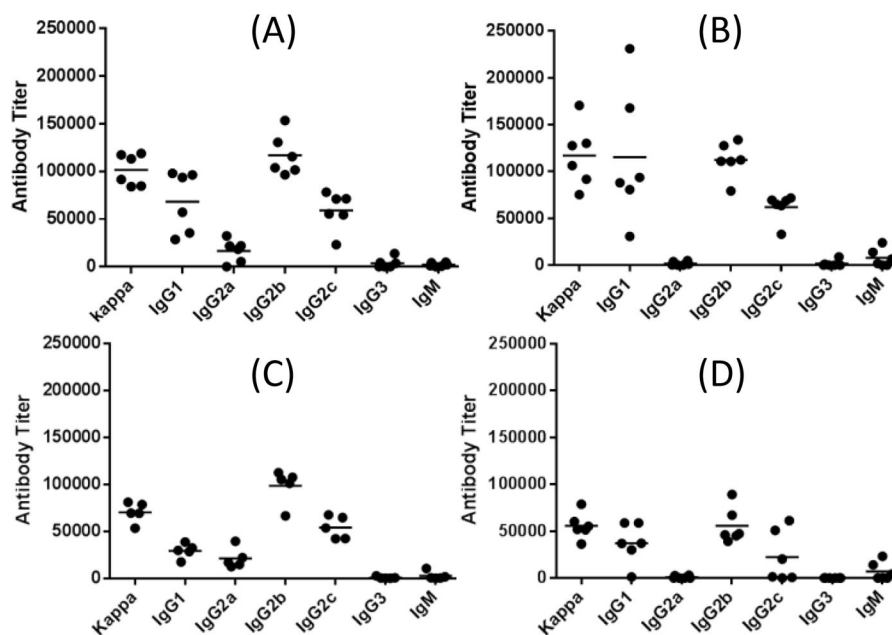 (A)
Antibody Titer
250000
200000
150000
100000
50000
0
Kappa
IgG1
IgG2a
IgG2b
IgG2c
IgG3
IgM
(B)
Antibody Titer
250000
200000
150000
100000
50000
0
Kappa
IgG1
IgG2a
IgG2b
IgG2c
IgG3
IgM
(C)
Antibody Titer
250000
200000
150000
100000
50000
0
Kappa
IgG1
IgG2a
IgG2b
IgG2c
IgG3
IgM
(D)
Antibody Titer
250000
200000
150000
100000
50000
0
Kappa
IgG1
IgG2a
IgG2b
IgG2c
IgG3
IgM